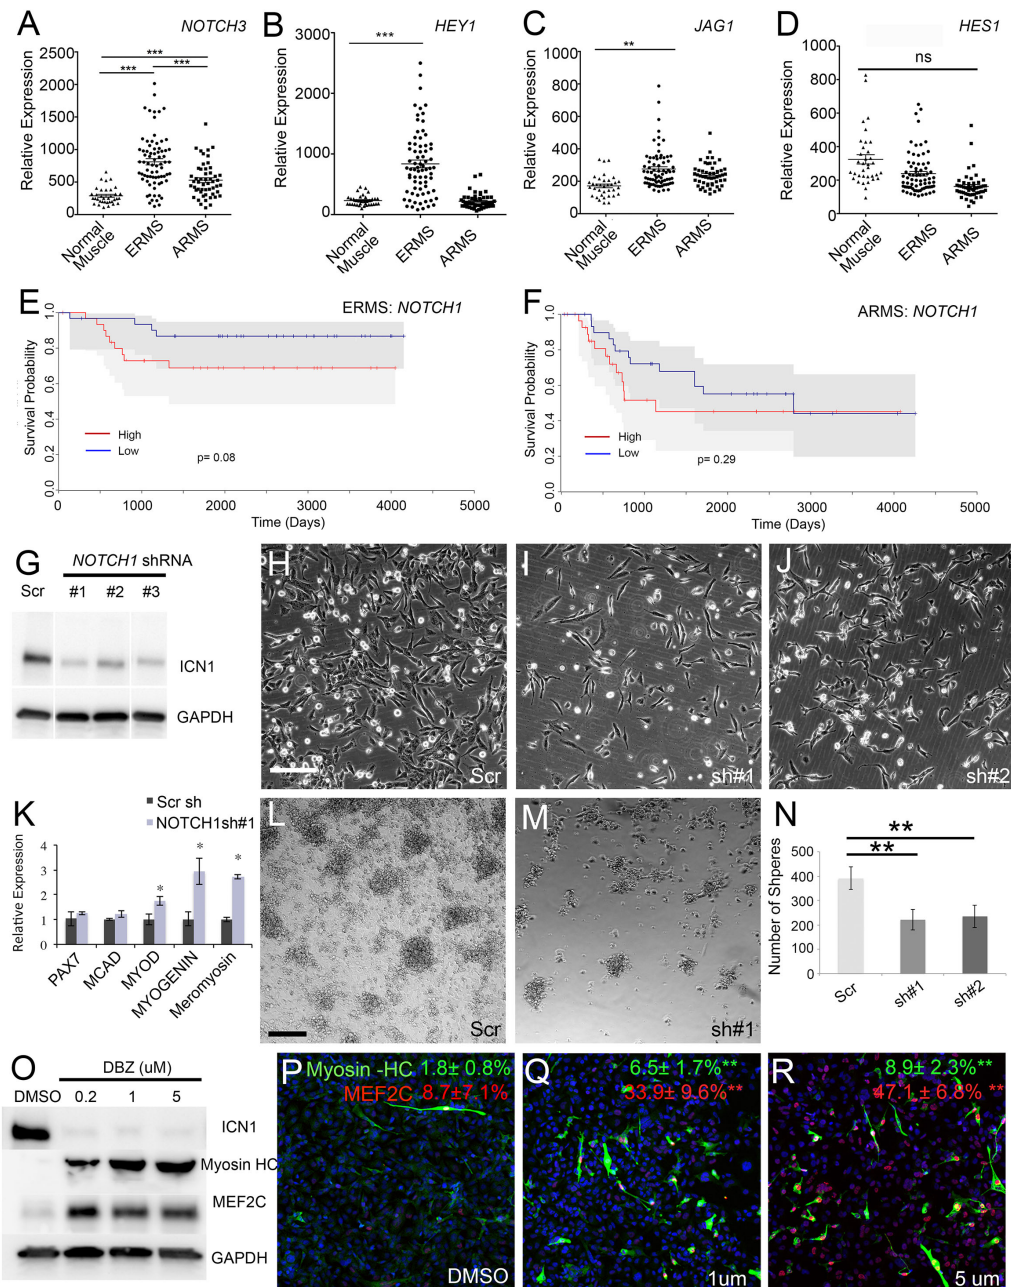 A
NOTCH3
***
***
***
Relative Expression
2500
2000
1500
1000
500
0
Normal Muscle
ERMS
ARMS
B
HEY1
***
Relative Expression
3000
2000
1000
0
Normal Muscle
ERMS
ARMS
C
JAG1
**
Relative Expression
1000
800
600
400
200
0
Normal Muscle
ERMS
ARMS
D
HES1
ns
Relative Expression
1000
800
600
400
200
0
Normal Muscle
ERMS
ARMS
E
ERMS: NOTCH1
Survival Probability
1.0
0.8
0.6
0.4
0.2
0
High
Low
p= 0.08
0 1000 2000 3000 4000 5000
Time (Days)
F
ARMS: NOTCH1
Survival Probability
1.0
0.8
0.6
0.4
0.2
0.0
High
Low
p= 0.29
0 1000 2000 3000 4000 5000
Time (Days)
G
NOTCH1 shRNA
Scr #1 #2 #3
ICN1
GAPDH
H
Scr
I
sh#1
J
sh#2
K
Scr sh
NOTCH1sh#1
Relative Expression
4
3
2
1
0
*
*
*
PAX7
MCAD
MYOD
MYOGENIN
Meromyosin
L
Scr
M
sh#1
N
**
**
Number of Shperes
500
400
300
200
100
0
Scr
sh#1
sh#2
O
DBZ (uM)
DMSO 0.2 1 5
ICN1
Myosin HC
MEF2C
GAPDH
P
Myosin -HC 1.8± 0.8%
MEF2C 8.7±7.1%
DMSO
Q
6.5± 1.7%**
33.9± 9.6%**
1um
R
8.9± 2.3%**
47.1± 6.8%**
5 um